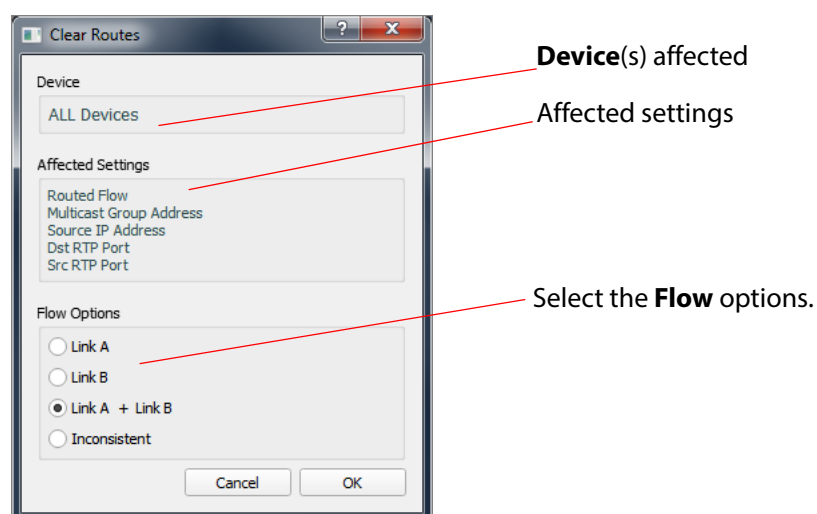 Clear Routes
?
x
Device
ALL Devices
Affected Settings
Routed Flow
Multicast Group Address
Source IP Address
Dst RTP Port
Src RTP Port
Flow Options
Link A
Link B
Link A + Link B
Inconsistent
Cancel
OK
Device(s) affected
Affected settings
Select the Flow options.